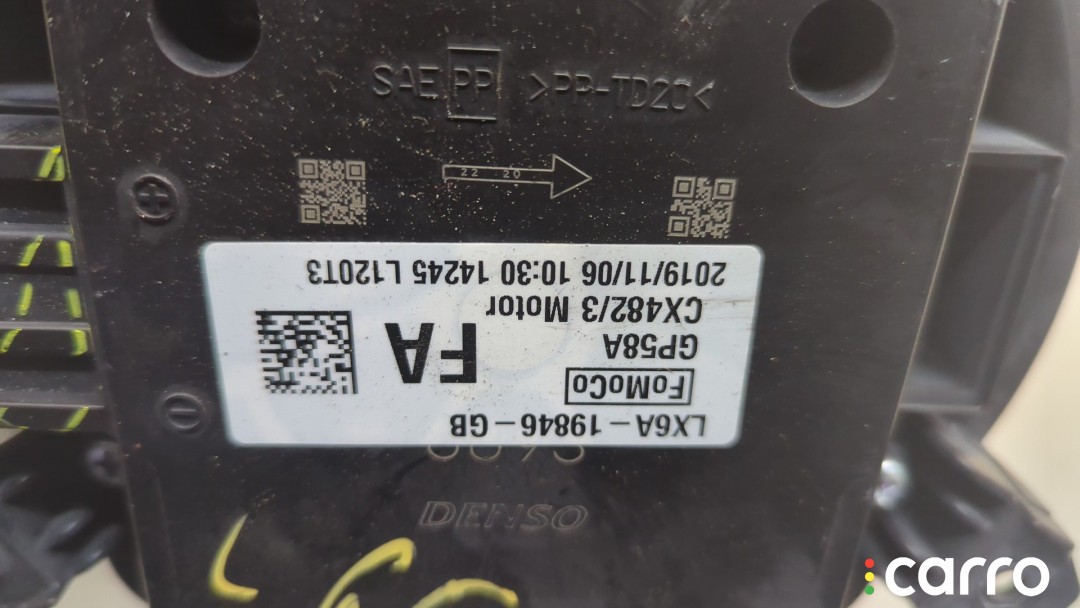 SAE PP >PP-TD20<
22 20
LX6A-19846-GB
FoMoCo
GP58A
FA
CX482/3 Motor
2019/11/06 10:30 14245 L120T3
DENSO
carro